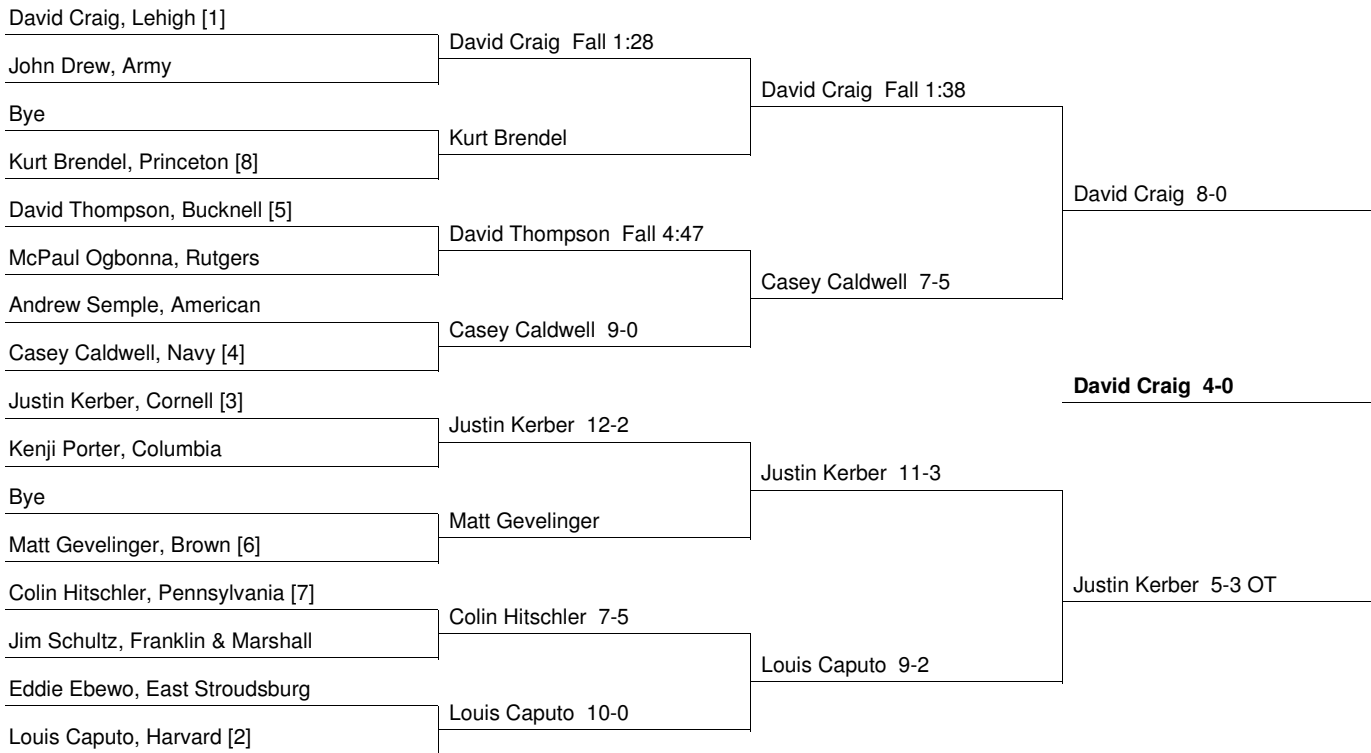 David Craig, Lehigh [1]
John Drew, Army
Bye
Kurt Brendel, Princeton [8]
David Thompson, Bucknell [5]
McPaul Ogbonna, Rutgers
Andrew Semple, American
Casey Caldwell, Navy [4]
Justin Kerber, Cornell [3]
Kenji Porter, Columbia
Bye
Matt Gevelinger, Brown [6]
Colin Hitschler, Pennsylvania [7]
Jim Schultz, Franklin & Marshall
Eddie Ebewo, East Stroudsburg
Louis Caputo, Harvard [2]
David Craig Fall 1:28
Kurt Brendel
David Thompson Fall 4:47
Casey Caldwell 9-0
Justin Kerber 12-2
Matt Gevelinger
Colin Hitschler 7-5
Louis Caputo 10-0
David Craig Fall 1:38
Casey Caldwell 7-5
Justin Kerber 11-3
Louis Caputo 9-2
David Craig 8-0
David Craig 4-0
Justin Kerber 5-3 OT